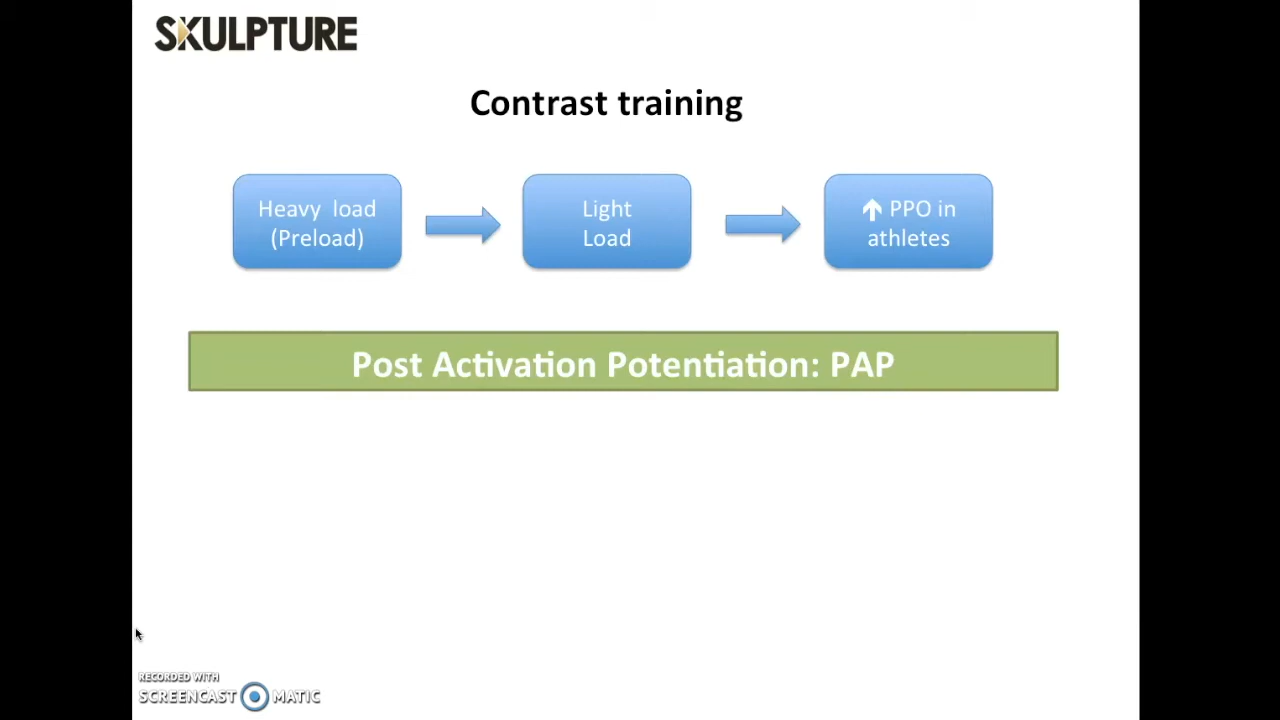 SKULPTURE
Contrast training
Heavy load
(Preload)
Light
Load
↑ PPO in
athletes
Post Activation Potentiation: PAP
RECORDED WITH
SCREENCAST MATIC